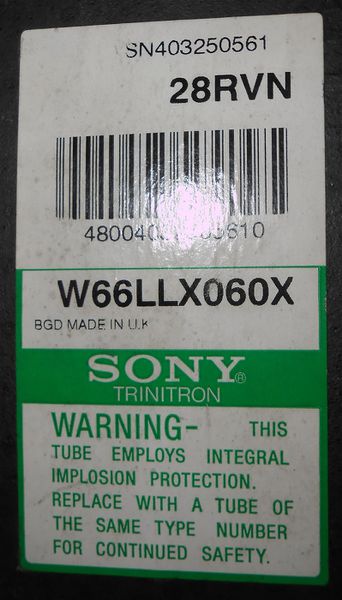 SN403250561
28RVN
W66LLX060X
BGD MADE IN U.K
SONY®
TRINITRON
WARNING- THIS
TUBE EMPLOYS INTEGRAL
IMPLOSION PROTECTION.
REPLACE WITH A TUBE OF
THE SAME TYPE NUMBER
FOR CONTINUED SAFETY.